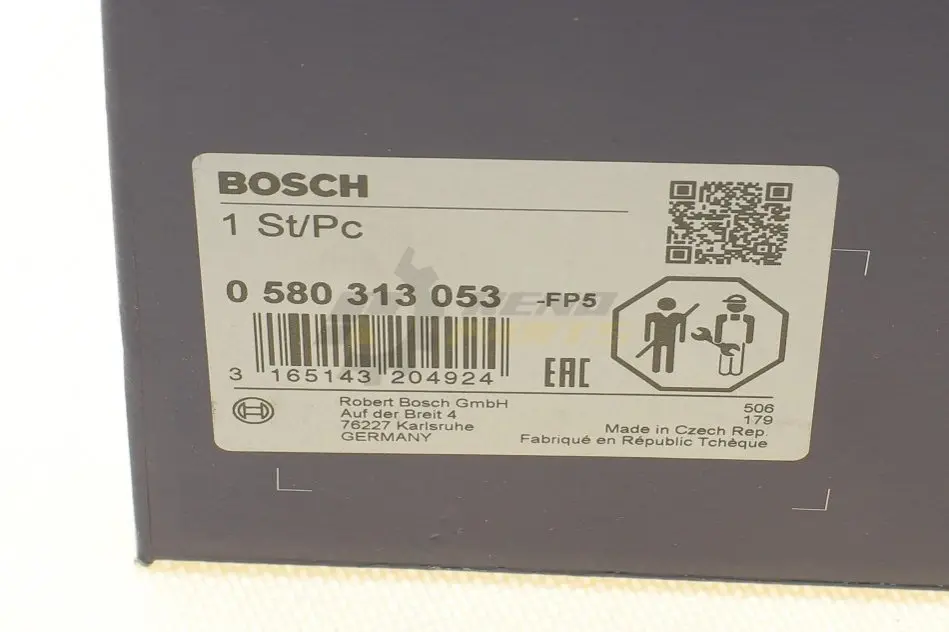 BOSCH
1 St/Pc
0 580 313 053 -FP5
3 165143 204924
EAC
Robert Bosch GmbH
Auf der Breit 4
76227 Karlsruhe
GERMANY
506
179
Made in Czech Rep.
Fabriqué en Républic Tchèque